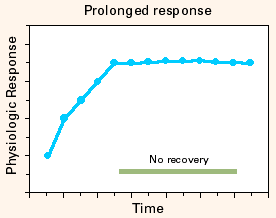 Prolonged response
Physiologic Response
No recovery
Time